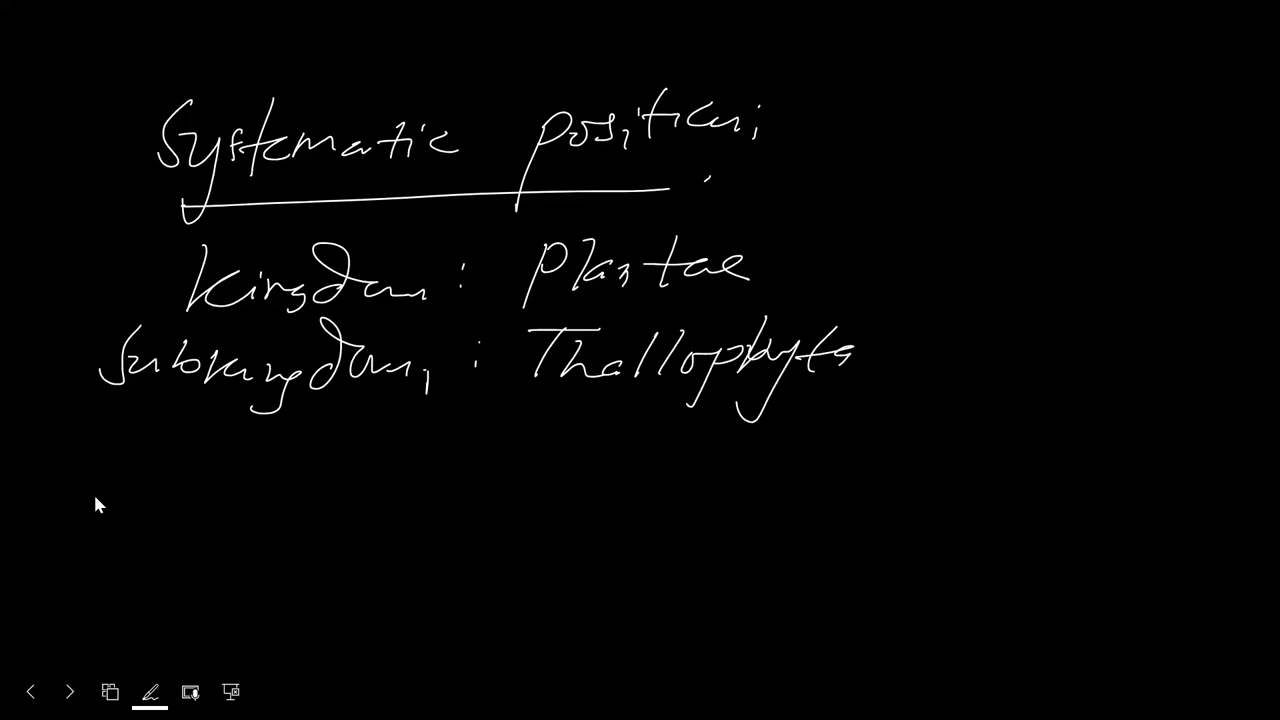 Systematic position:
Kingdom : Plantae
Subkingdom : Thallophyta